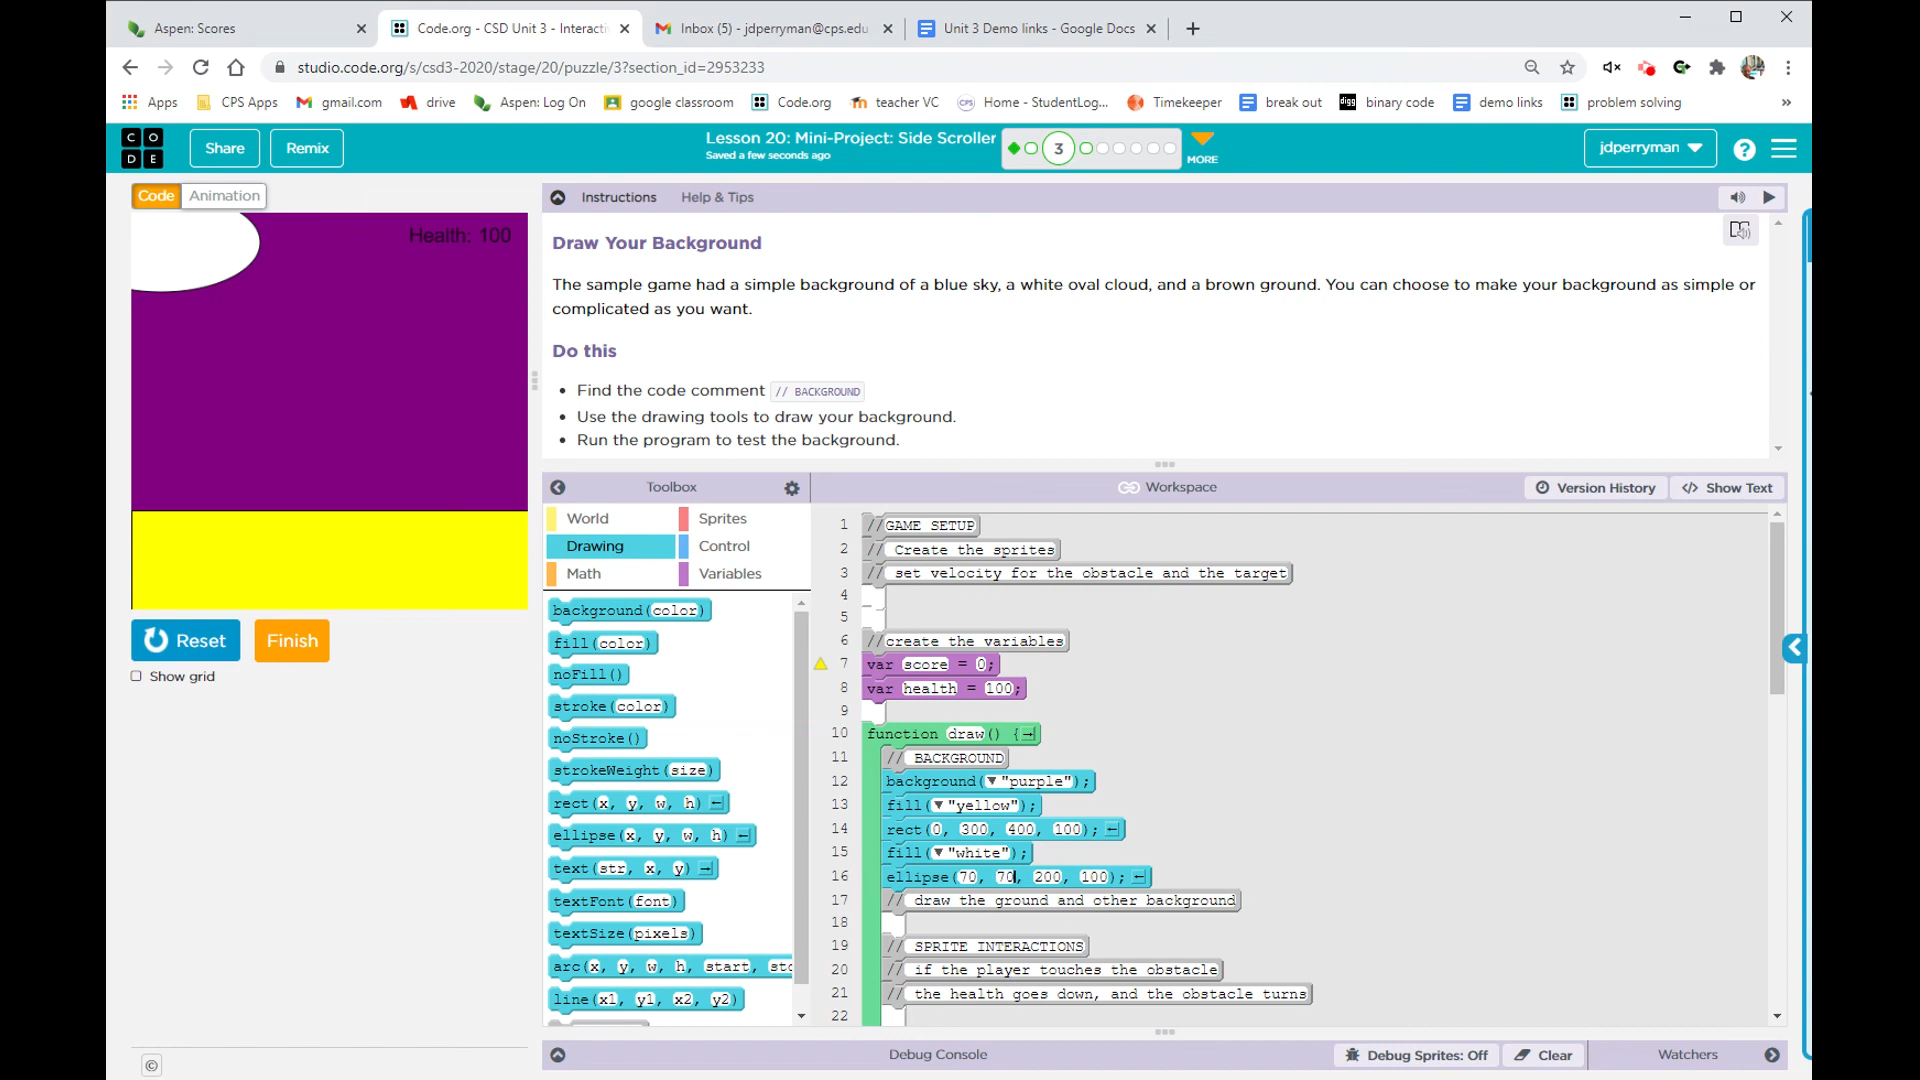 Aspen: Scores
Code.org - CSD Unit 3 - Interacti
Inbox (5) - jdperryman@cps.edu
Unit 3 Demo links - Google Docs
studio.code.org/s/csd3-2020/stage/20/puzzle/3?section_id=2953233
Apps CPS Apps gmail.com drive Aspen: Log On google classroom Code.org teacher VC CPS Home - StudentLog... Timekeeper break out digg binary code demo links problem solving »
CODE Share Remix
Lesson 20: Mini-Project: Side Scroller
Saved a few seconds ago
3
MORE
jdperryman
?
Code Animation
Health: 100
Reset Finish
Show grid
Instructions Help & Tips
Draw Your Background
The sample game had a simple background of a blue sky, a white oval cloud, and a brown ground. You can choose to make your background as simple or
complicated as you want.
Do this
• Find the code comment // BACKGROUND
• Use the drawing tools to draw your background.
• Run the program to test the background.
Toolbox
Workspace
Version History
</> Show Text
World Sprites
Drawing Control
Math Variables
background(color)
fill(color)
noFill()
stroke(color)
noStroke()
strokeWeight(size)
rect(x, y, w, h)
ellipse(x, y, w, h)
text(str, x, y)
textFont(font)
textSize(pixels)
arc(x, y, w, h, start, sto
line(x1, y1, x2, y2)
1 //GAME SETUP
2 // Create the sprites
3 // set velocity for the obstacle and the target
4
5
6 //create the variables
7 var score = 0;
8 var health = 100;
9
10 function draw() {
11 // BACKGROUND
12 background("purple");
13 fill("yellow");
14 rect(0, 300, 400, 100);
15 fill("white");
16 ellipse(70, 70, 200, 100);
17 // draw the ground and other background
18
19 // SPRITE INTERACTIONS
20 // if the player touches the obstacle
21 // the health goes down, and the obstacle turns
22
©
Debug Console
Debug Sprites: Off
Clear
Watchers